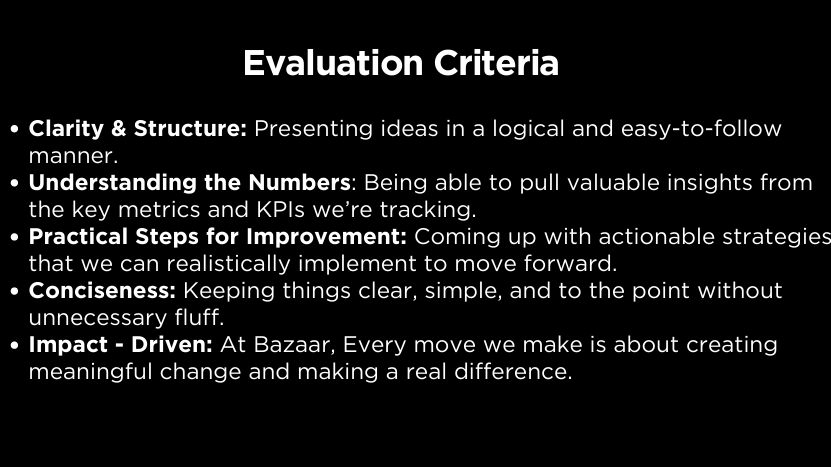 Evaluation Criteria
• Clarity & Structure: Presenting ideas in a logical and easy-to-follow
manner.
• Understanding the Numbers: Being able to pull valuable insights from
the key metrics and KPIs we’re tracking.
• Practical Steps for Improvement: Coming up with actionable strategies
that we can realistically implement to move forward.
• Conciseness: Keeping things clear, simple, and to the point without
unnecessary fluff.
• Impact - Driven: At Bazaar, Every move we make is about creating
meaningful change and making a real difference.